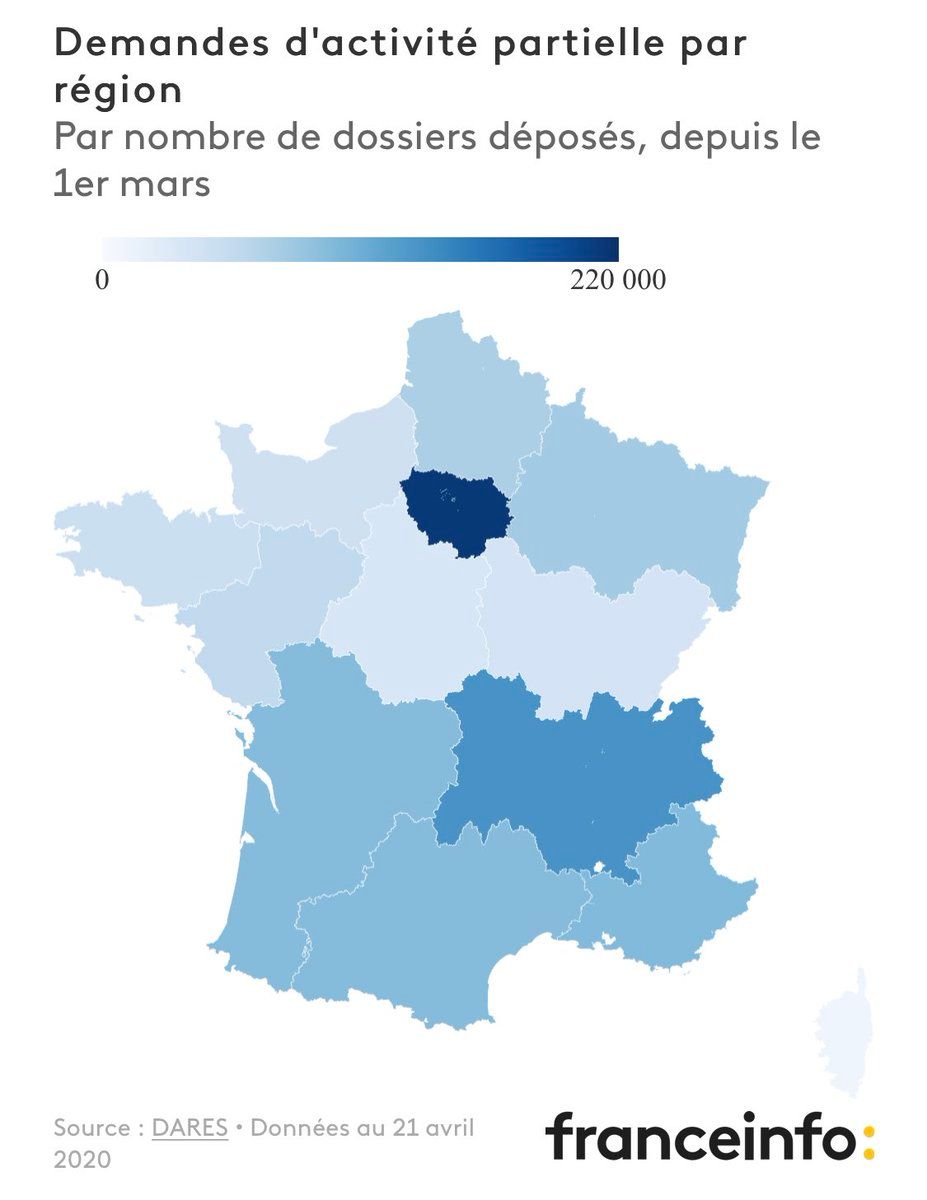 Demandes d'activité partielle par
région
Par nombre de dossiers déposés, depuis le
1er mars
0
220 000
Source : DARES • Données au 21 avril
2020
franceinfo: